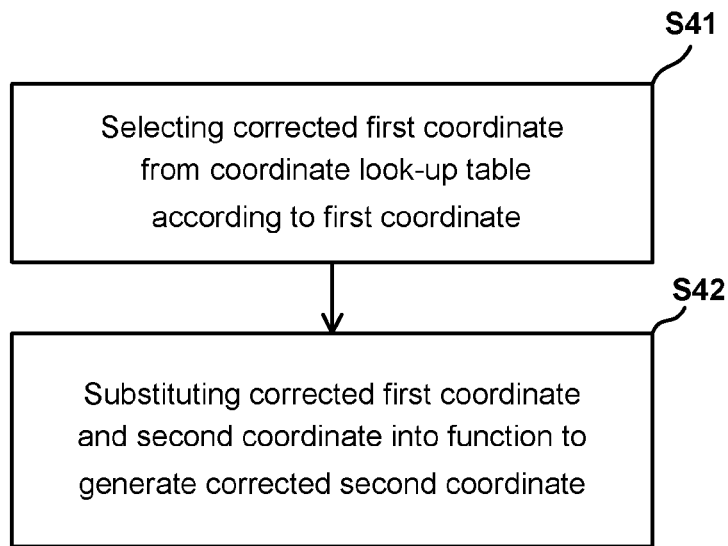 S41
Selecting corrected first coordinate
from coordinate look-up table
according to first coordinate
S42
Substituting corrected first coordinate
and second coordinate into function to
generate corrected second coordinate